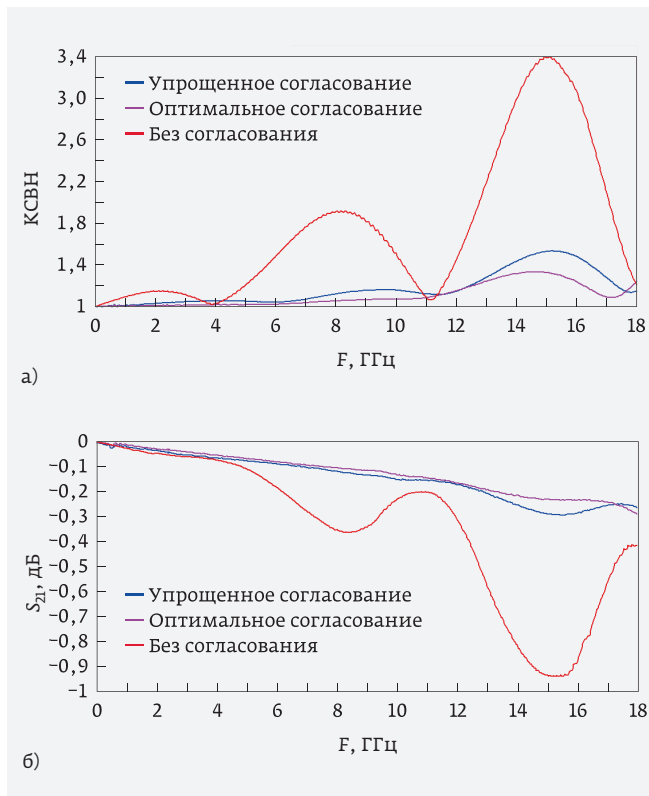 3,4
3,0
2,6
2,2
1,8
1,4
1
КСВН
Упрощенное согласование
Оптимальное согласование
Без согласования
0 2 4 6 8 10 12 14 16 18
F, ГГц
а)
0
−0,1
−0,2
−0,3
−0,4
−0,5
−0,6
−0,7
−0,8
−0,9
−1
S21, дБ
Упрощенное согласование
Оптимальное согласование
Без согласования
0 2 4 6 8 10 12 14 16 18
F, ГГц
б)